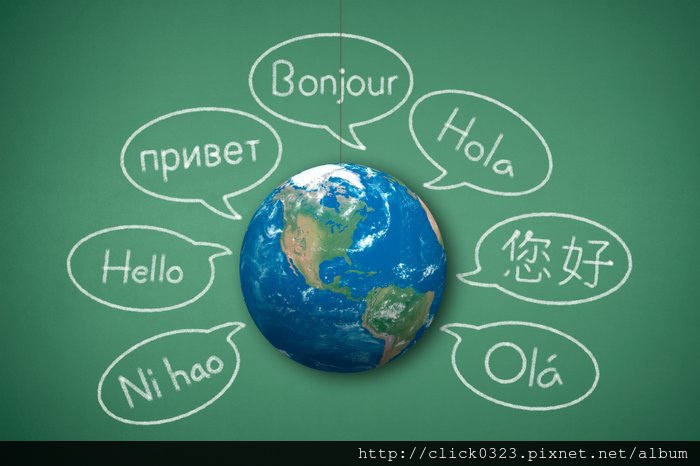 Bonjour
Hola
привет
您好
Hello
Olá
Ni hao
http://click0323.pixnet.net/album